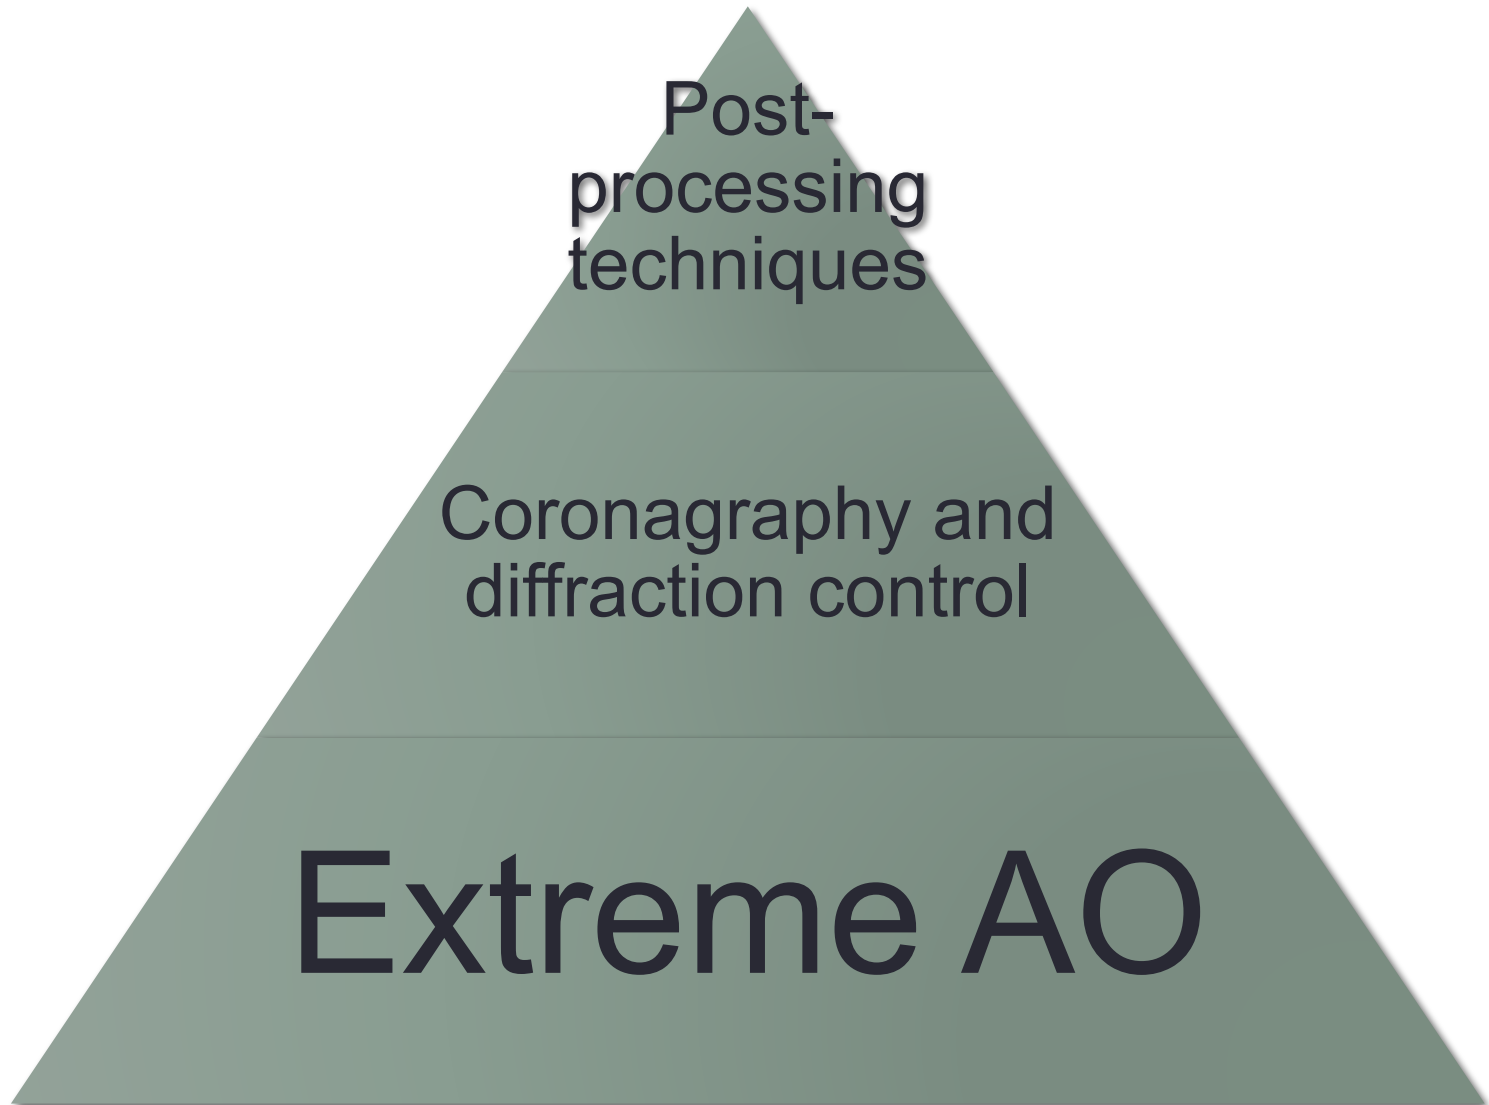 Post-
processing
techniques
Coronagraphy and
diffraction control
Extreme AO